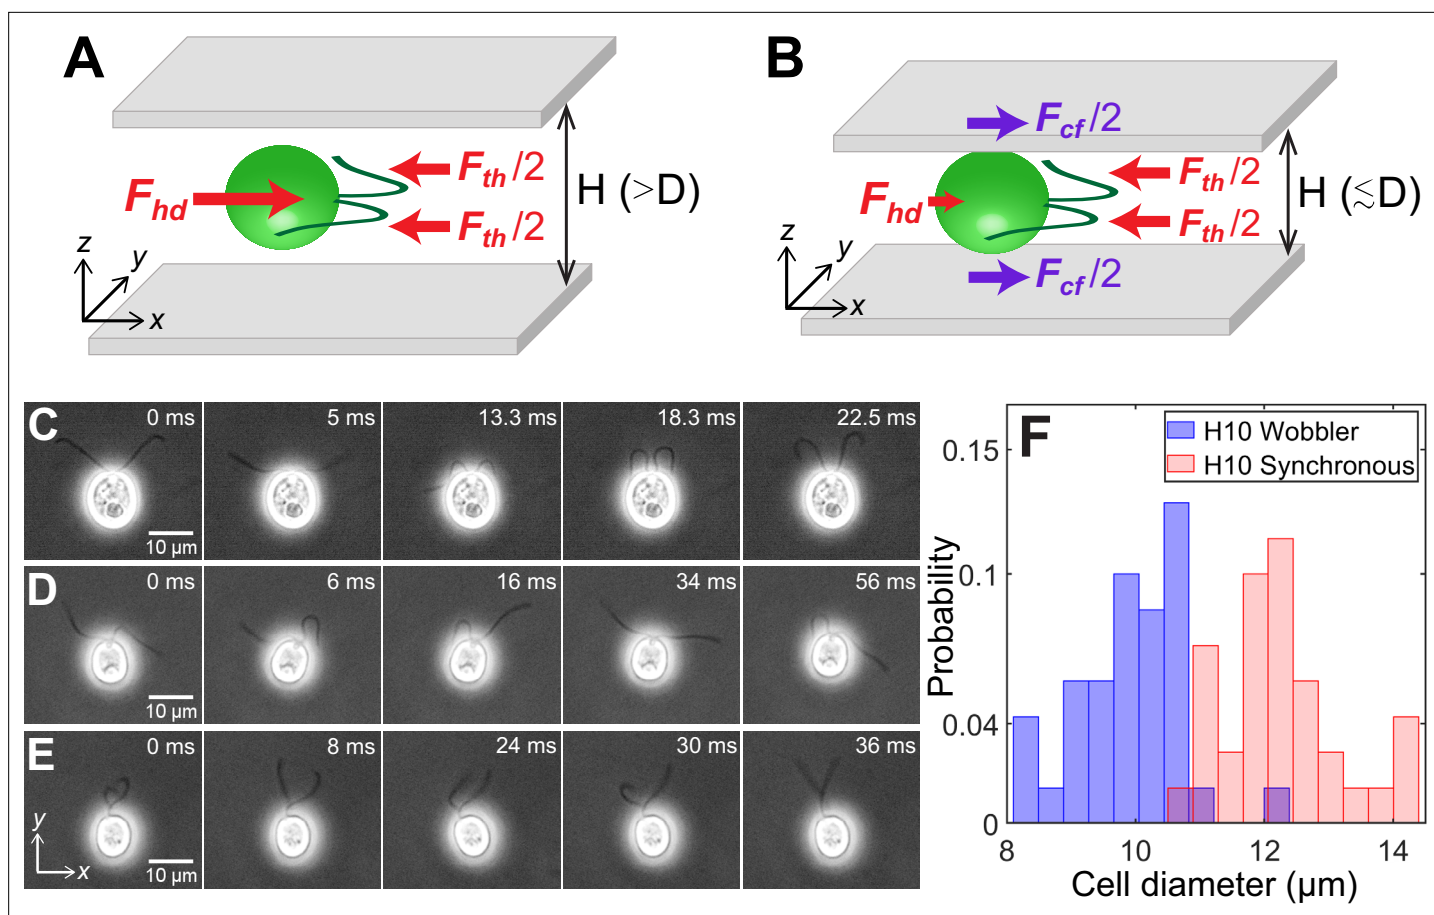 A
F_hd
F_th/2
F_th/2
H (>D)
z
y
x
B
F_cf/2
F_hd
F_th/2
F_th/2
F_cf/2
H (≲D)
z
y
x
C
0 ms
5 ms
13.3 ms
18.3 ms
22.5 ms
10 µm
D
0 ms
6 ms
16 ms
34 ms
56 ms
10 µm
E
0 ms
8 ms
24 ms
30 ms
36 ms
y
x
10 µm
F
H10 Wobbler
H10 Synchronous
Probability
0.15
0.1
0.04
0
8
10
12
14
Cell diameter (µm)